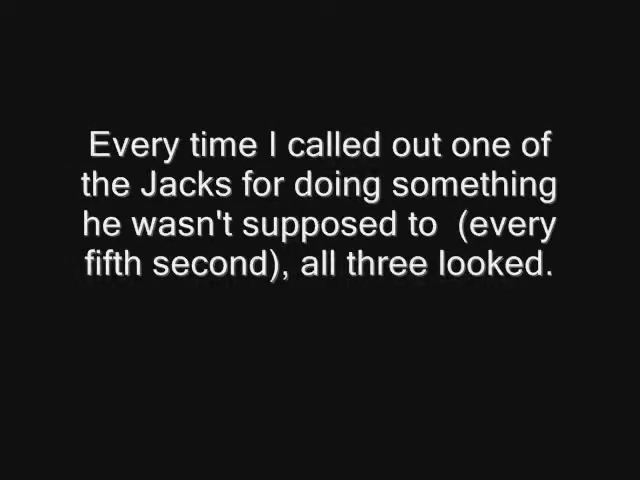 Every time I called out one of
the Jacks for doing something
he wasn't supposed to  (every
fifth second), all three looked.